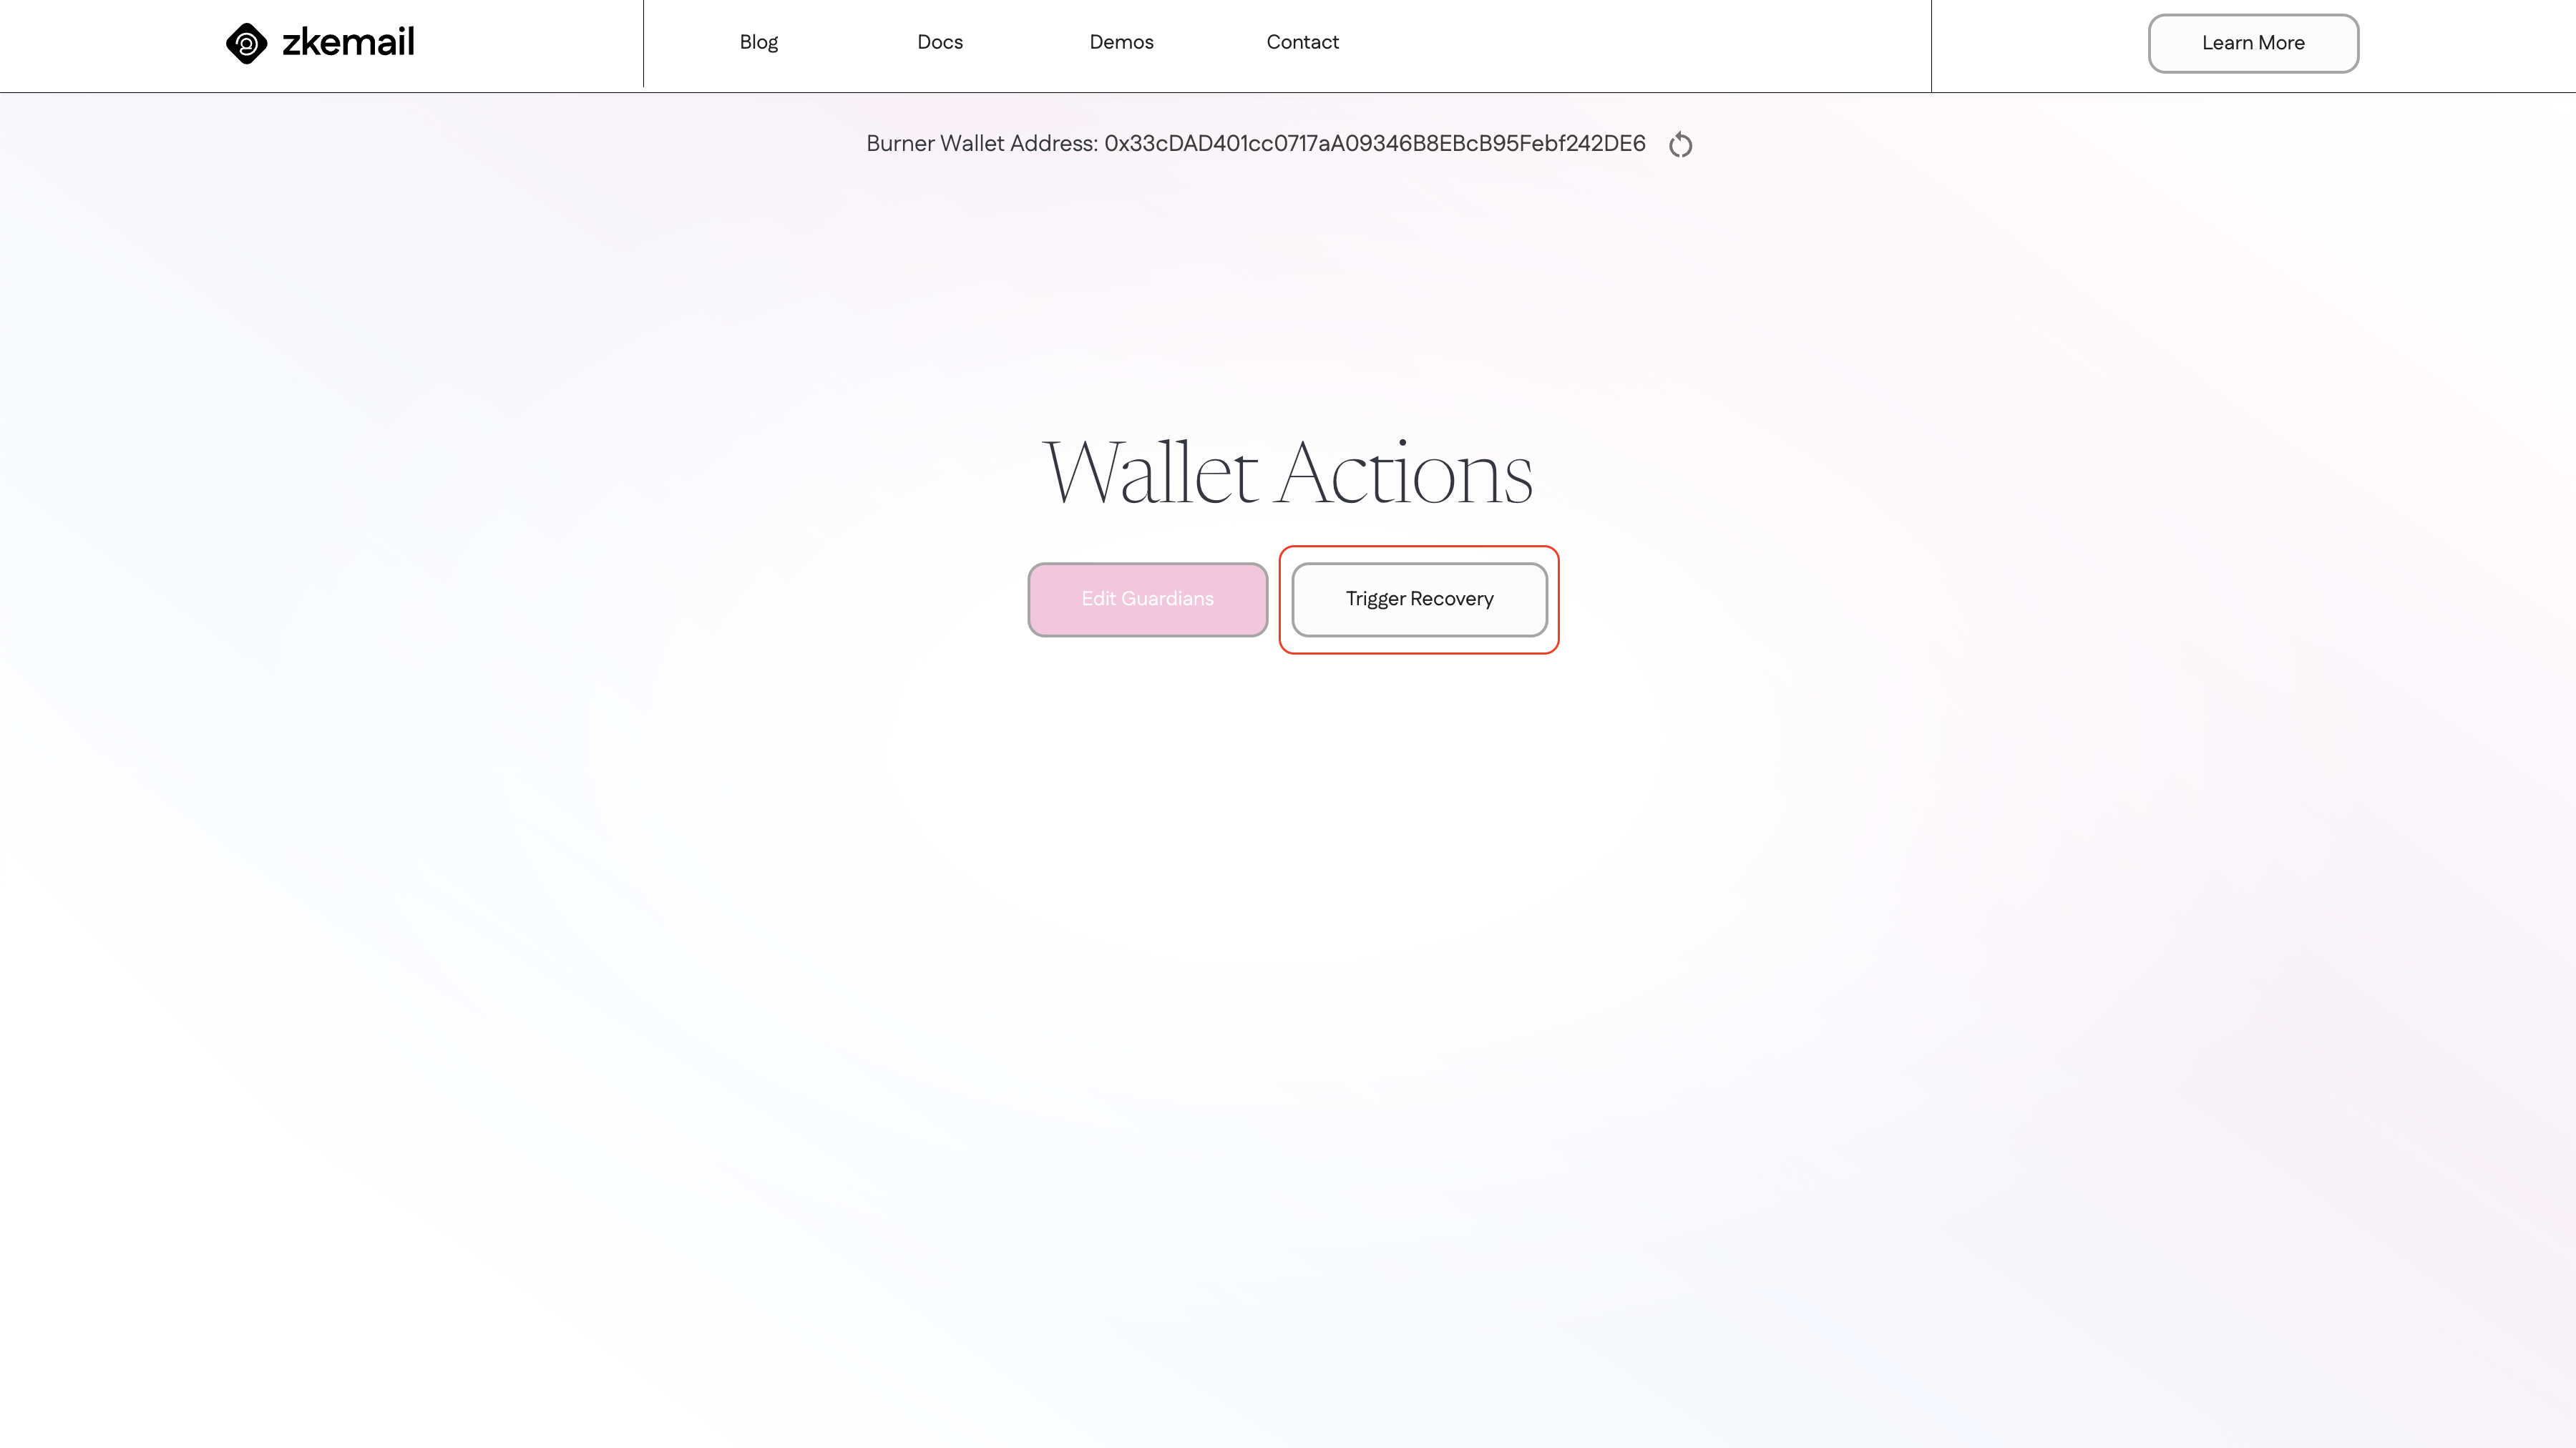 zkemail
Blog Docs Demos Contact
Learn More
Burner Wallet Address: 0x33cDAD401cc0717aA09346B8EBcB95Febf242DE6
Wallet Actions
Edit Guardians
Trigger Recovery